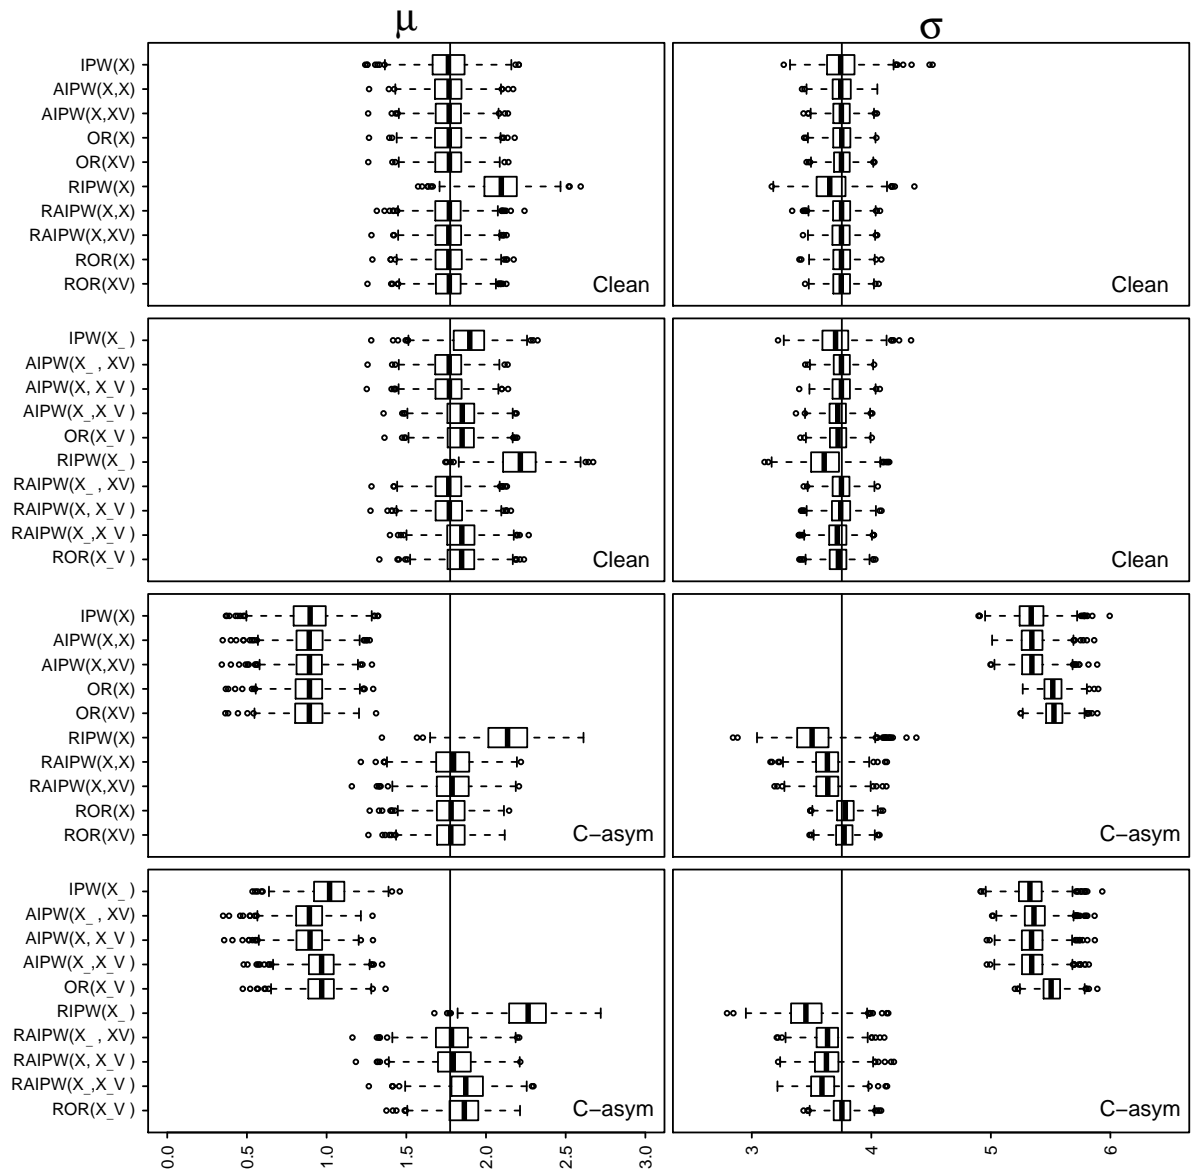 μ σ
IPW(X)
AIPW(X,X)
AIPW(X,XV)
OR(X)
OR(XV)
RIPW(X)
RAIPW(X,X)
RAIPW(X,XV)
ROR(X)
ROR(XV)
Clean Clean
IPW(X_ )
AIPW(X_ , XV)
AIPW(X, X_V )
AIPW(X_,X_V )
OR(X_V )
RIPW(X_ )
RAIPW(X_ , XV)
RAIPW(X, X_V )
RAIPW(X_,X_V )
ROR(X_V )
Clean Clean
IPW(X)
AIPW(X,X)
AIPW(X,XV)
OR(X)
OR(XV)
RIPW(X)
RAIPW(X,X)
RAIPW(X,XV)
ROR(X)
ROR(XV)
C−asym C−asym
IPW(X_ )
AIPW(X_ , XV)
AIPW(X, X_V )
AIPW(X_,X_V )
OR(X_V )
RIPW(X_ )
RAIPW(X_ , XV)
RAIPW(X, X_V )
RAIPW(X_,X_V )
ROR(X_V )
C−asym C−asym
0.0 0.5 1.0 1.5 2.0 2.5 3.0 3 4 5 6